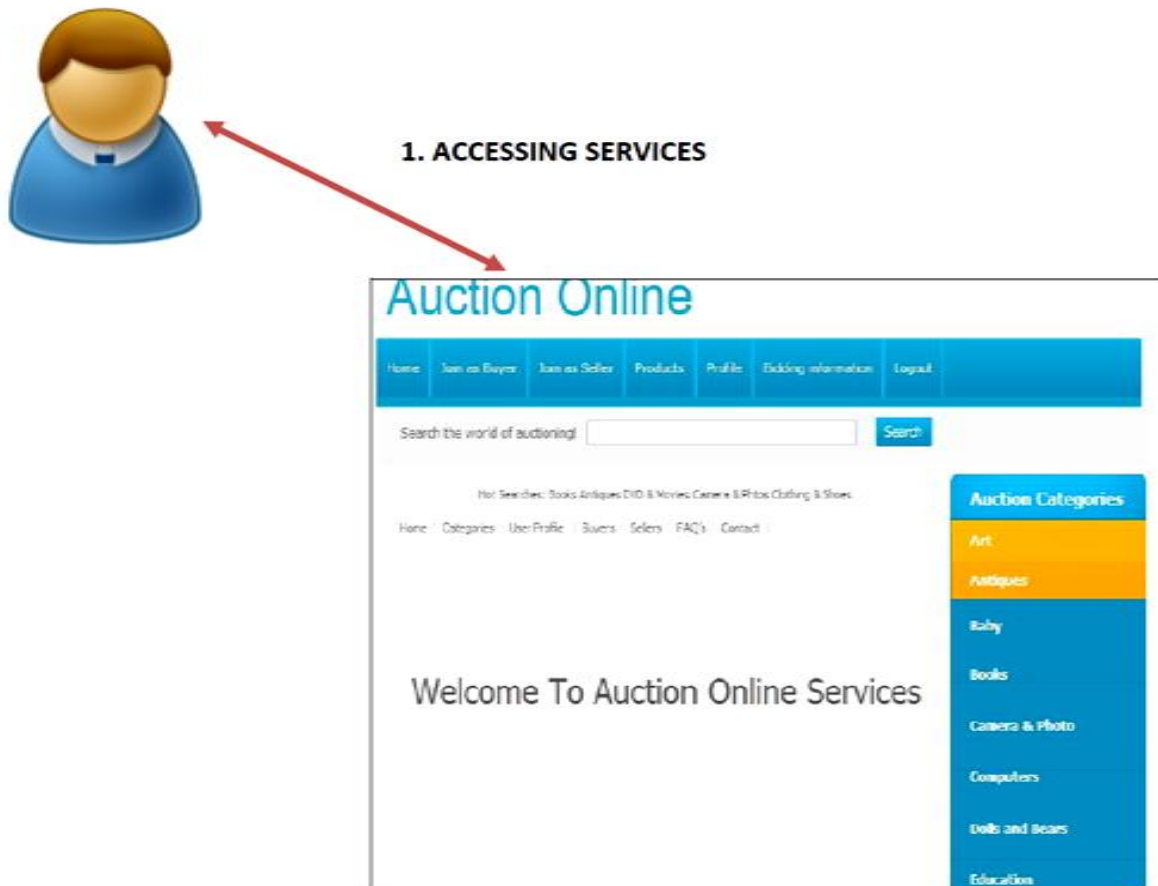 1. ACCESSING SERVICES
Auction Online
Home Join as Buyer Join as Seller Products Profile Bidding information Logout
Search the world of auctioning! Search
Hot Searches: Books Antiques DVD & Movies Camera & Phtos Clothing & Shoes
Home Categories User Profile Buyers Sellers FAQ's Contact
Auction Categories
Art
Antiques
Baby
Books
Welcome To Auction Online Services
Camera & Photo
Computers
Dolls and Bears
Education